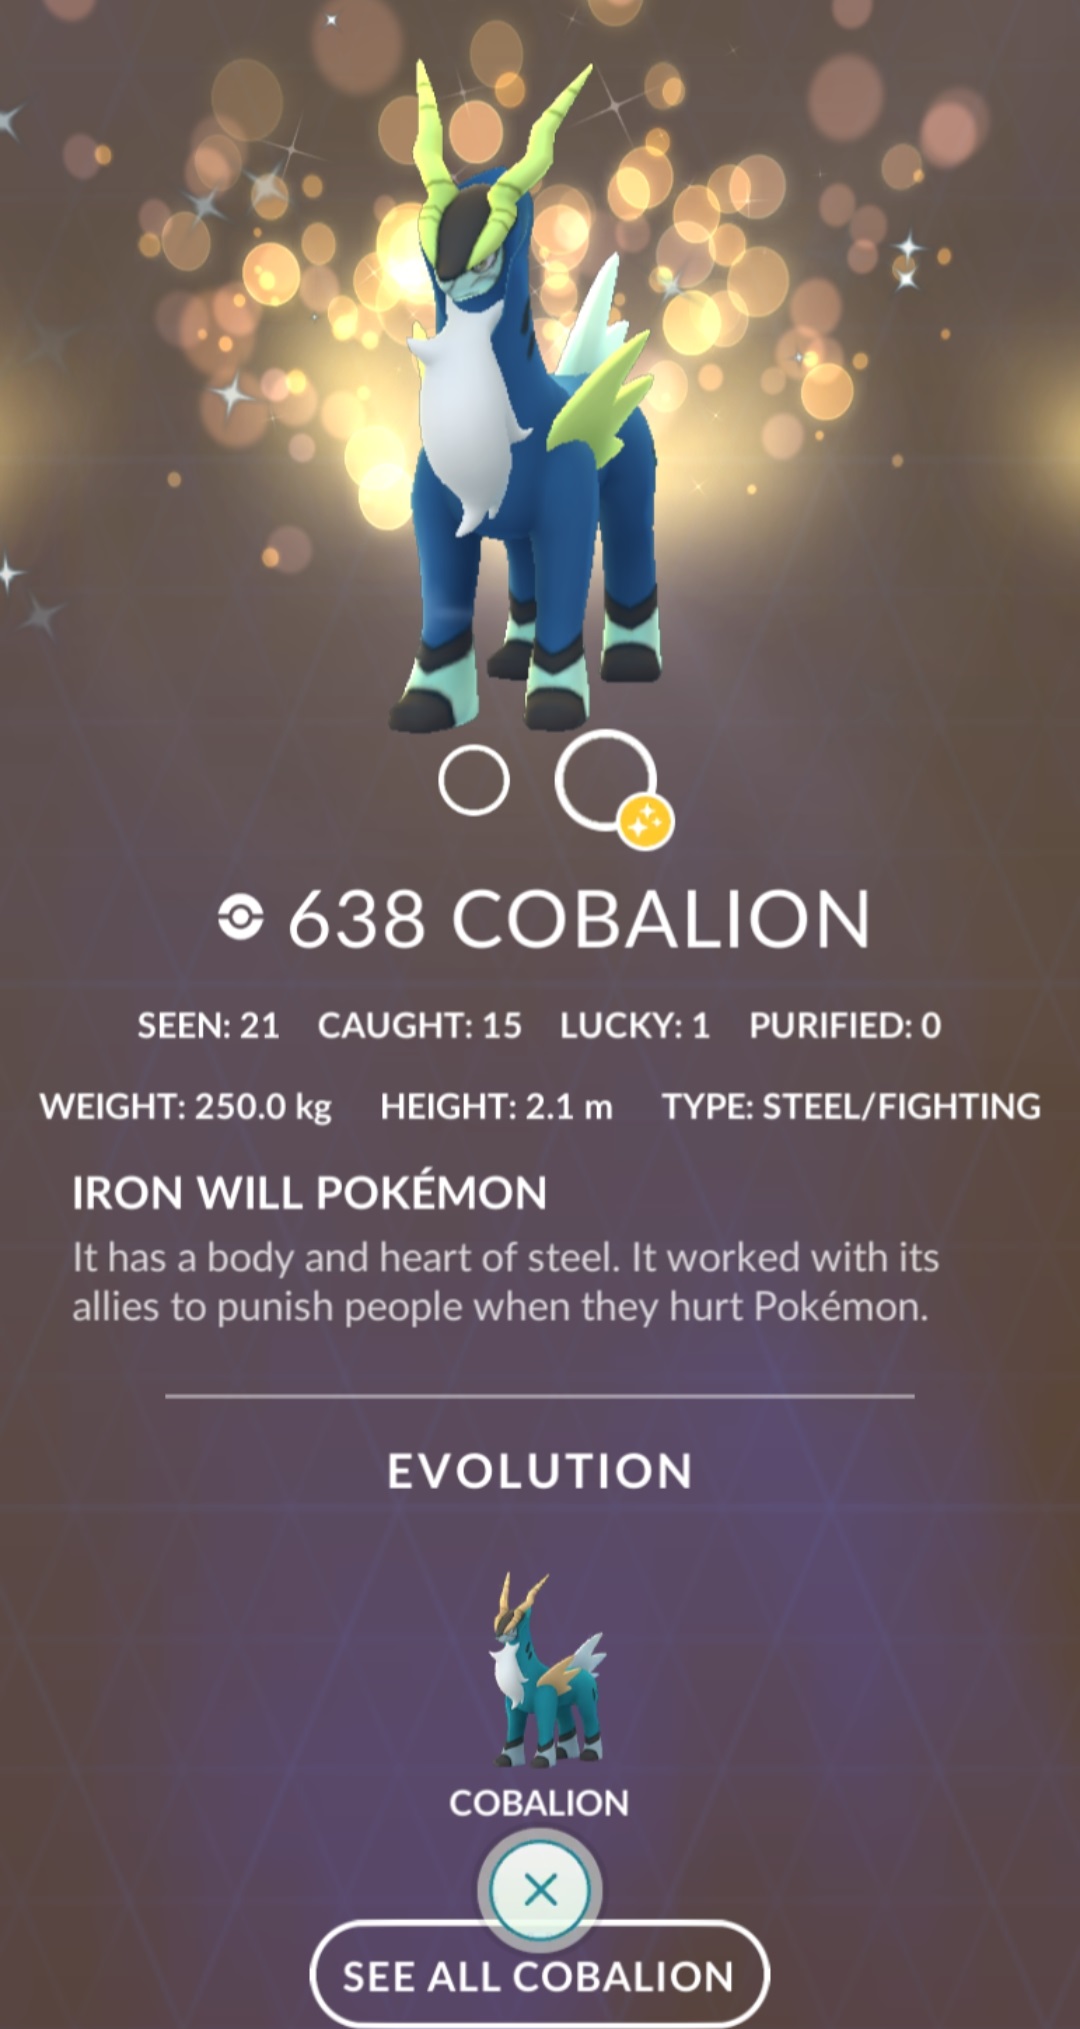 638 COBALION
SEEN: 21 CAUGHT: 15 LUCKY: 1 PURIFIED: 0
WEIGHT: 250.0 kg HEIGHT: 2.1 m TYPE: STEEL/FIGHTING
IRON WILL POKÉMON
It has a body and heart of steel. It worked with its
allies to punish people when they hurt Pokémon.
EVOLUTION
COBALION
SEE ALL COBALION